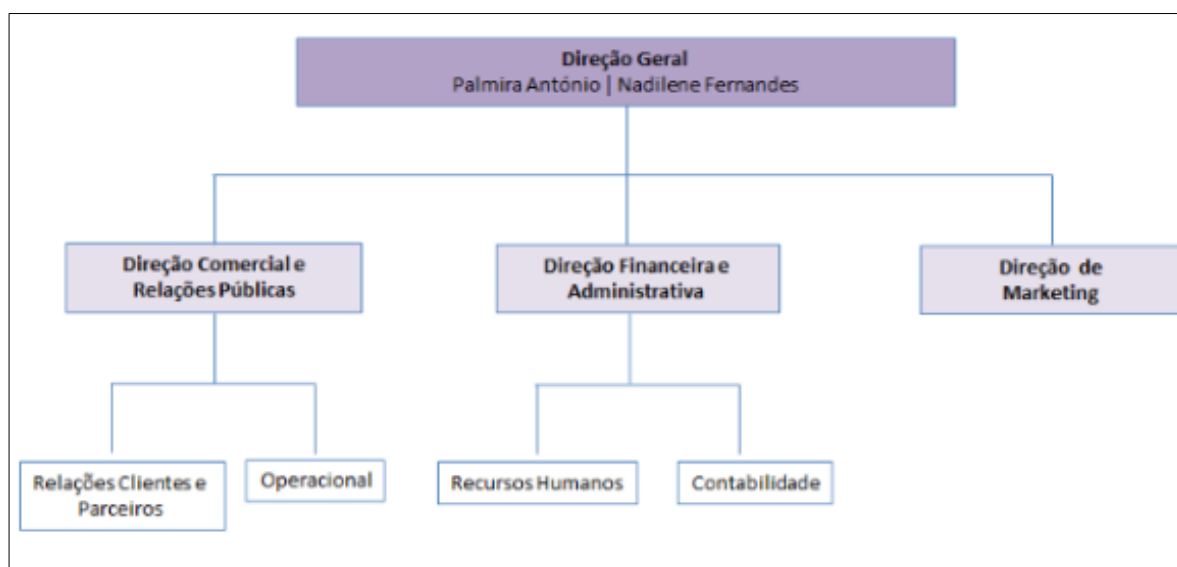 Direção Geral
Palmira António | Nadilene Fernandes
Direção Comercial e
Relações Públicas
Direção Financeira e
Administrativa
Direção de
Marketing
Relações Clientes e
Parceiros
Operacional
Recursos Humanos
Contabilidade